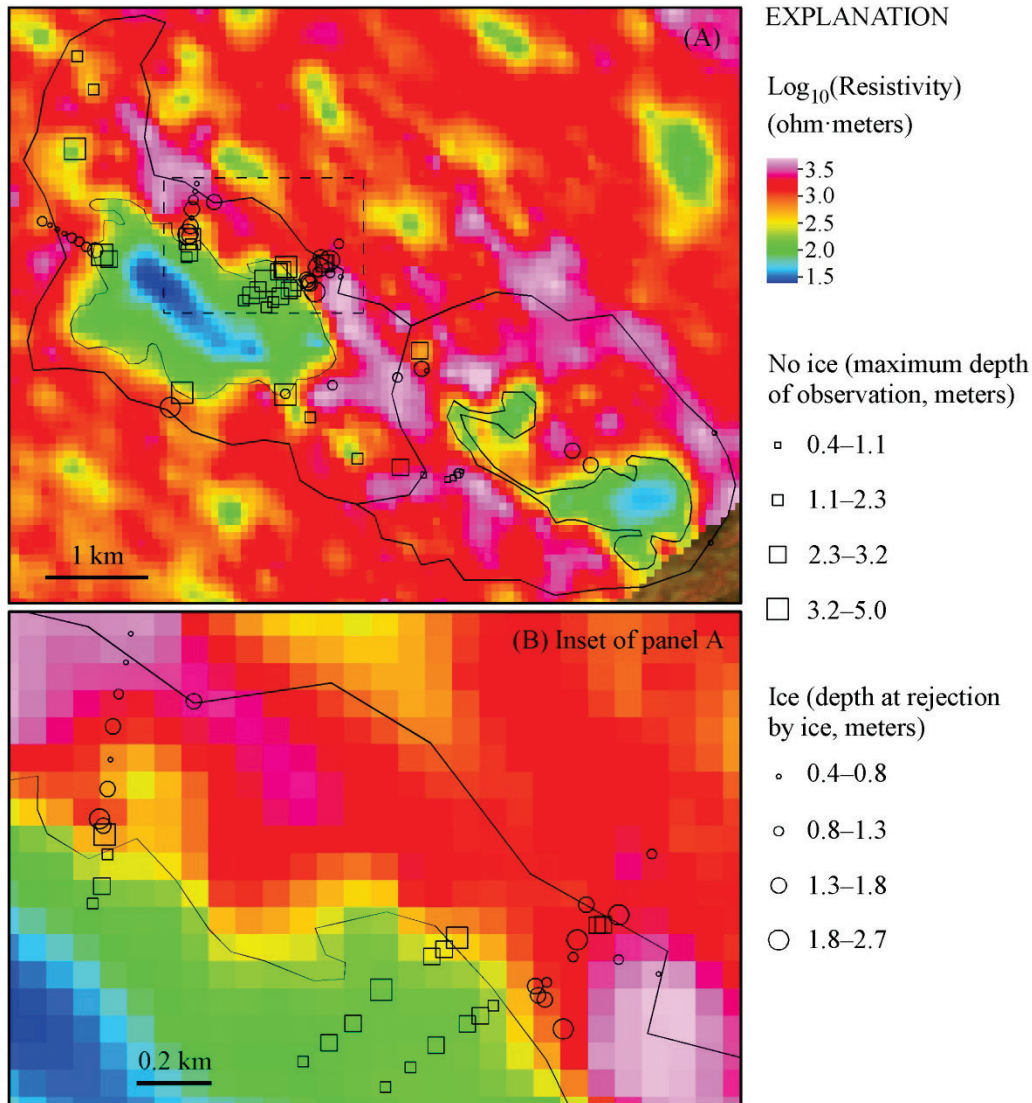 (A)
1 km
(B) Inset of panel A
0.2 km
EXPLANATION
Log10(Resistivity)
(ohm·meters)
3.5
3.0
2.5
2.0
1.5
No ice (maximum depth
of observation, meters)
0.4–1.1
1.1–2.3
2.3–3.2
3.2–5.0
Ice (depth at rejection
by ice, meters)
0.4–0.8
0.8–1.3
1.3–1.8
1.8–2.7